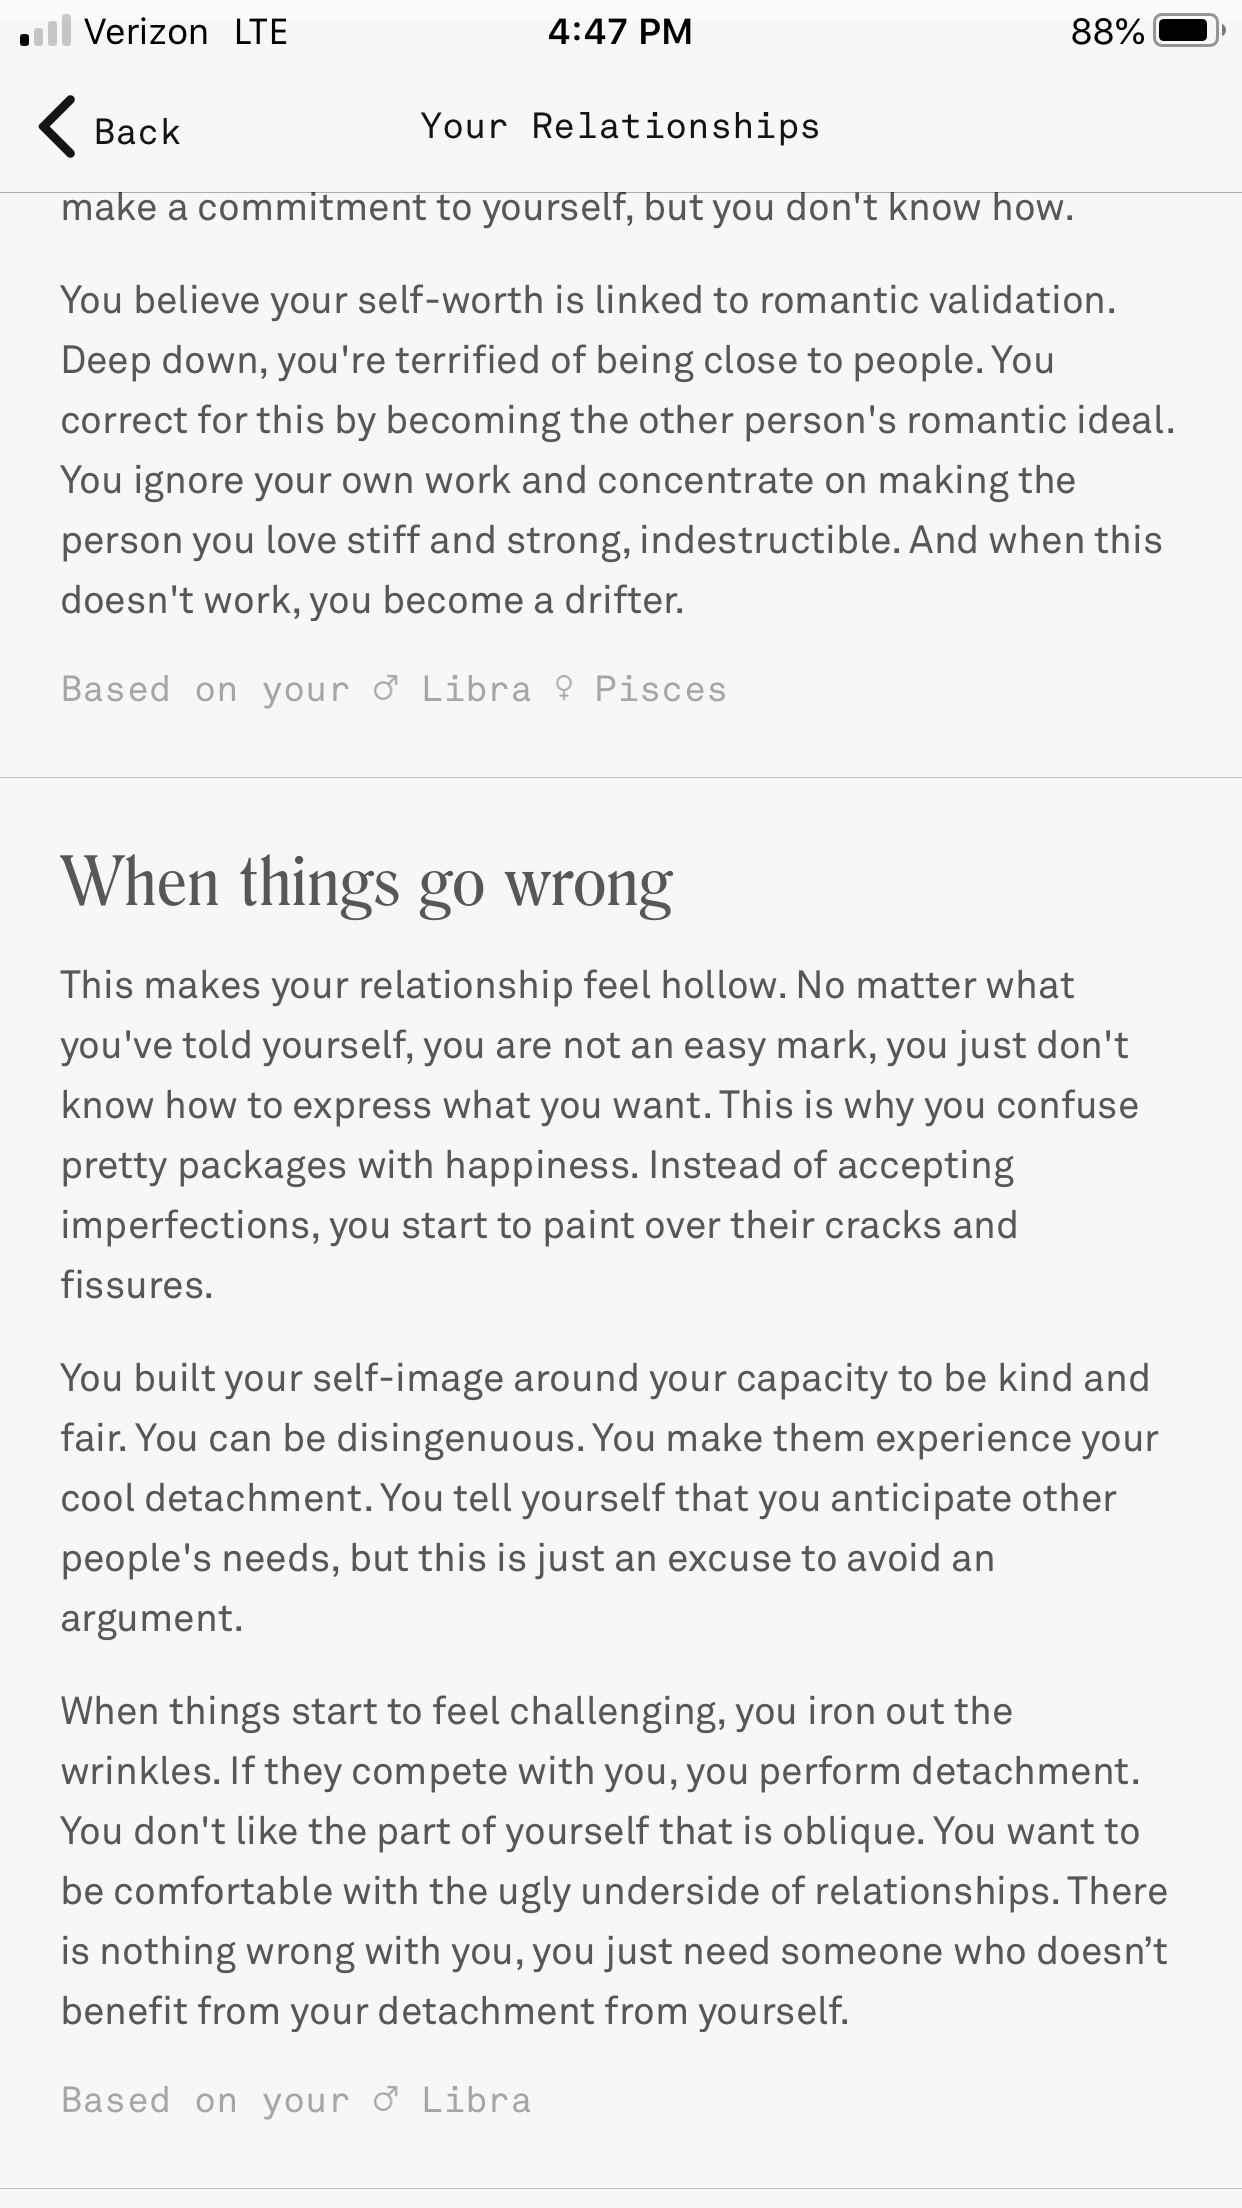 Verizon LTE 4:47 PM 88%
Back Your Relationships
make a commitment to yourself, but you don't know how.
You believe your self-worth is linked to romantic validation.
Deep down, you're terrified of being close to people. You
correct for this by becoming the other person's romantic ideal.
You ignore your own work and concentrate on making the
person you love stiff and strong, indestructible. And when this
doesn't work, you become a drifter.
Based on your ♂ Libra ♀ Pisces
When things go wrong
This makes your relationship feel hollow. No matter what
you've told yourself, you are not an easy mark, you just don't
know how to express what you want. This is why you confuse
pretty packages with happiness. Instead of accepting
imperfections, you start to paint over their cracks and
fissures.
You built your self-image around your capacity to be kind and
fair. You can be disingenuous. You make them experience your
cool detachment. You tell yourself that you anticipate other
people's needs, but this is just an excuse to avoid an
argument.
When things start to feel challenging, you iron out the
wrinkles. If they compete with you, you perform detachment.
You don't like the part of yourself that is oblique. You want to
be comfortable with the ugly underside of relationships. There
is nothing wrong with you, you just need someone who doesn’t
benefit from your detachment from yourself.
Based on your ♂ Libra